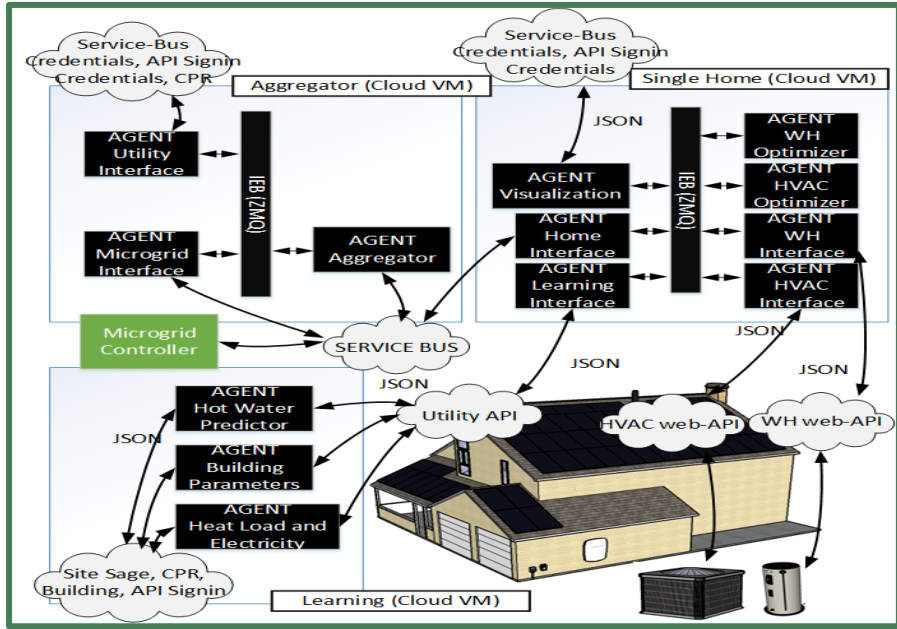 Service-Bus
Credentials, API Signin
Credentials, CPR
Aggregator (Cloud VM)
AGENT
Utility
Interface
IEB (ZMQ)
AGENT
Microgrid
Interface
AGENT
Aggregator
Service-Bus
Credentials, API Signin
Credentials
Single Home (Cloud VM)
JSON
AGENT
Visualization
AGENT
Home
Interface
AGENT
Learning
Interface
IEB (ZMQ)
AGENT
WH
Optimizer
AGENT
HVAC
Optimizer
AGENT
WH
Interface
AGENT
HVAC
Interface
Microgrid
Controller
SERVICE BUS
JSON
JSON
JSON
JSON
AGENT
Hot Water
Predictor
JSON
AGENT
Building
Parameters
AGENT
Heat Load and
Electricity
Utility API
HVAC web-API
WH web-API
Site Sage, CPR,
Building, API Signin
Learning (Cloud VM)